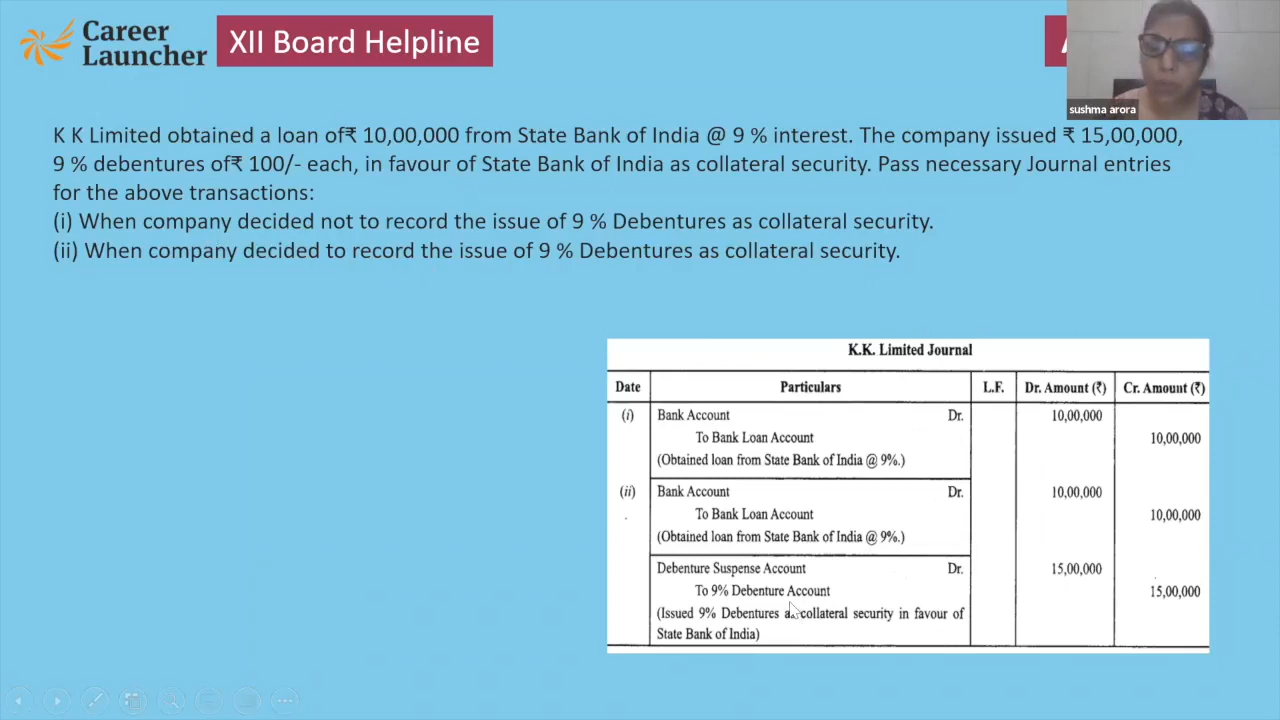 Career
Launcher
XII Board Helpline
sushma arora
K K Limited obtained a loan of₹ 10,00,000 from State Bank of India @ 9 % interest. The company issued ₹ 15,00,000,
9 % debentures of₹ 100/- each, in favour of State Bank of India as collateral security. Pass necessary Journal entries
for the above transactions:
(i) When company decided not to record the issue of 9 % Debentures as collateral security.
(ii) When company decided to record the issue of 9 % Debentures as collateral security.
K.K. Limited Journal
Date Particulars L.F. Dr. Amount (₹) Cr. Amount (₹)
(i) Bank Account Dr. 10,00,000
To Bank Loan Account 10,00,000
(Obtained loan from State Bank of India @ 9%.)
(ii) Bank Account Dr. 10,00,000
To Bank Loan Account 10,00,000
(Obtained loan from State Bank of India @ 9%.)
Debenture Suspense Account Dr. 15,00,000
To 9% Debenture Account 15,00,000
(Issued 9% Debentures as collateral security in favour of
State Bank of India)